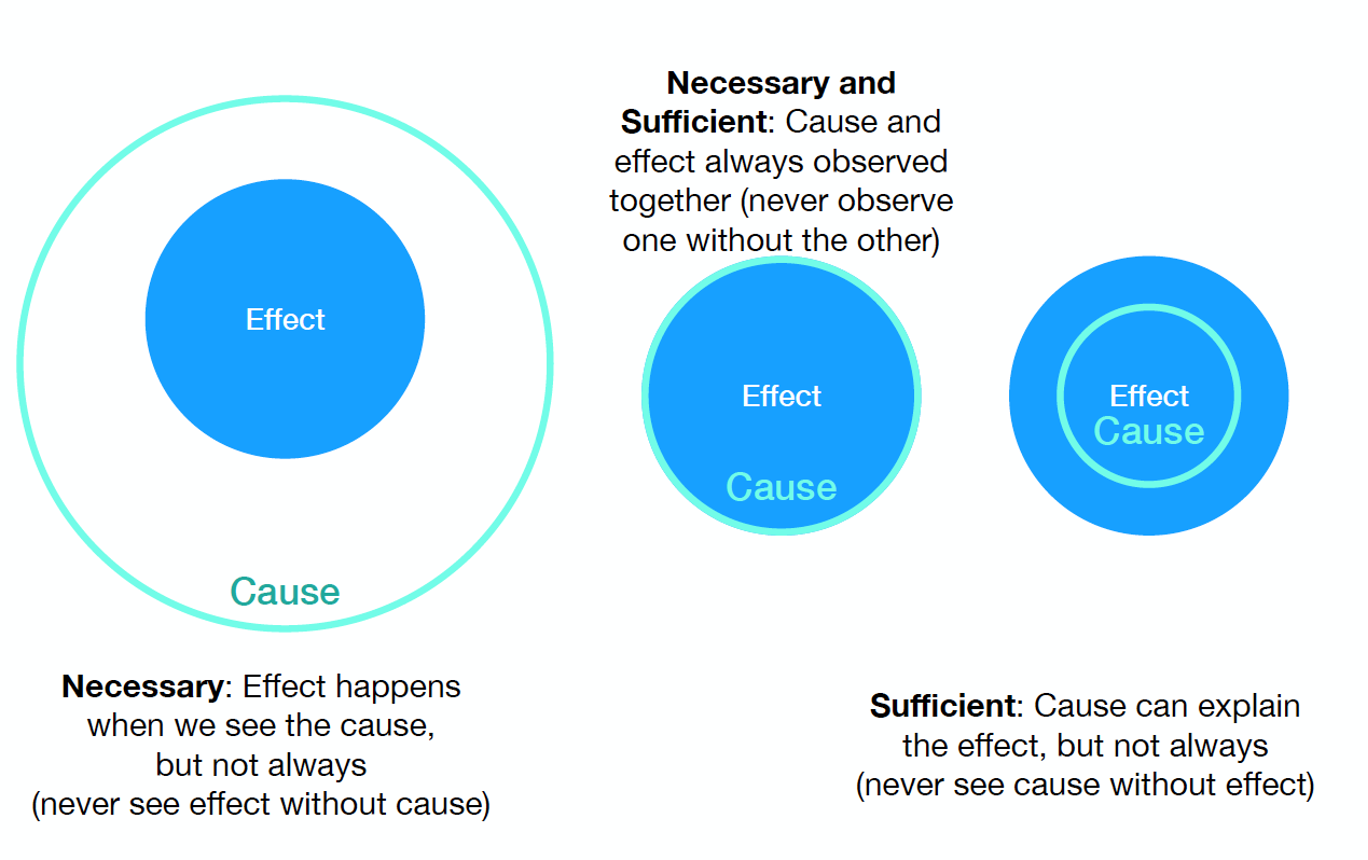 Effect
Cause
Necessary: Effect happens
when we see the cause,
but not always
(never see effect without cause)
Necessary and
Sufficient: Cause and
effect always observed
together (never observe
one without the other)
Effect
Cause
Effect
Cause
Sufficient: Cause can explain
the effect, but not always
(never see cause without effect)